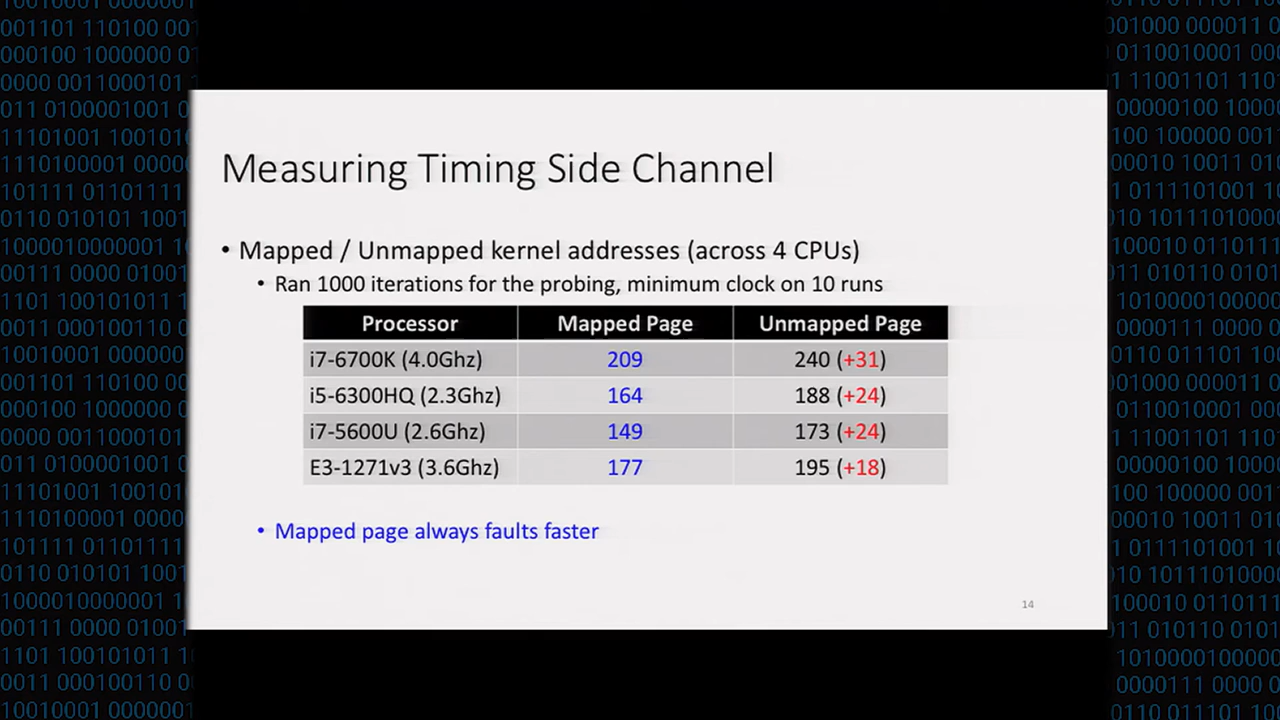 Measuring Timing Side Channel
• Mapped / Unmapped kernel addresses (across 4 CPUs)
• Ran 1000 iterations for the probing, minimum clock on 10 runs
Processor Mapped Page Unmapped Page
i7-6700K (4.0Ghz) 209 240 (+31)
i5-6300HQ (2.3Ghz) 164 188 (+24)
i7-5600U (2.6Ghz) 149 173 (+24)
E3-1271v3 (3.6Ghz) 177 195 (+18)
• Mapped page always faults faster
14